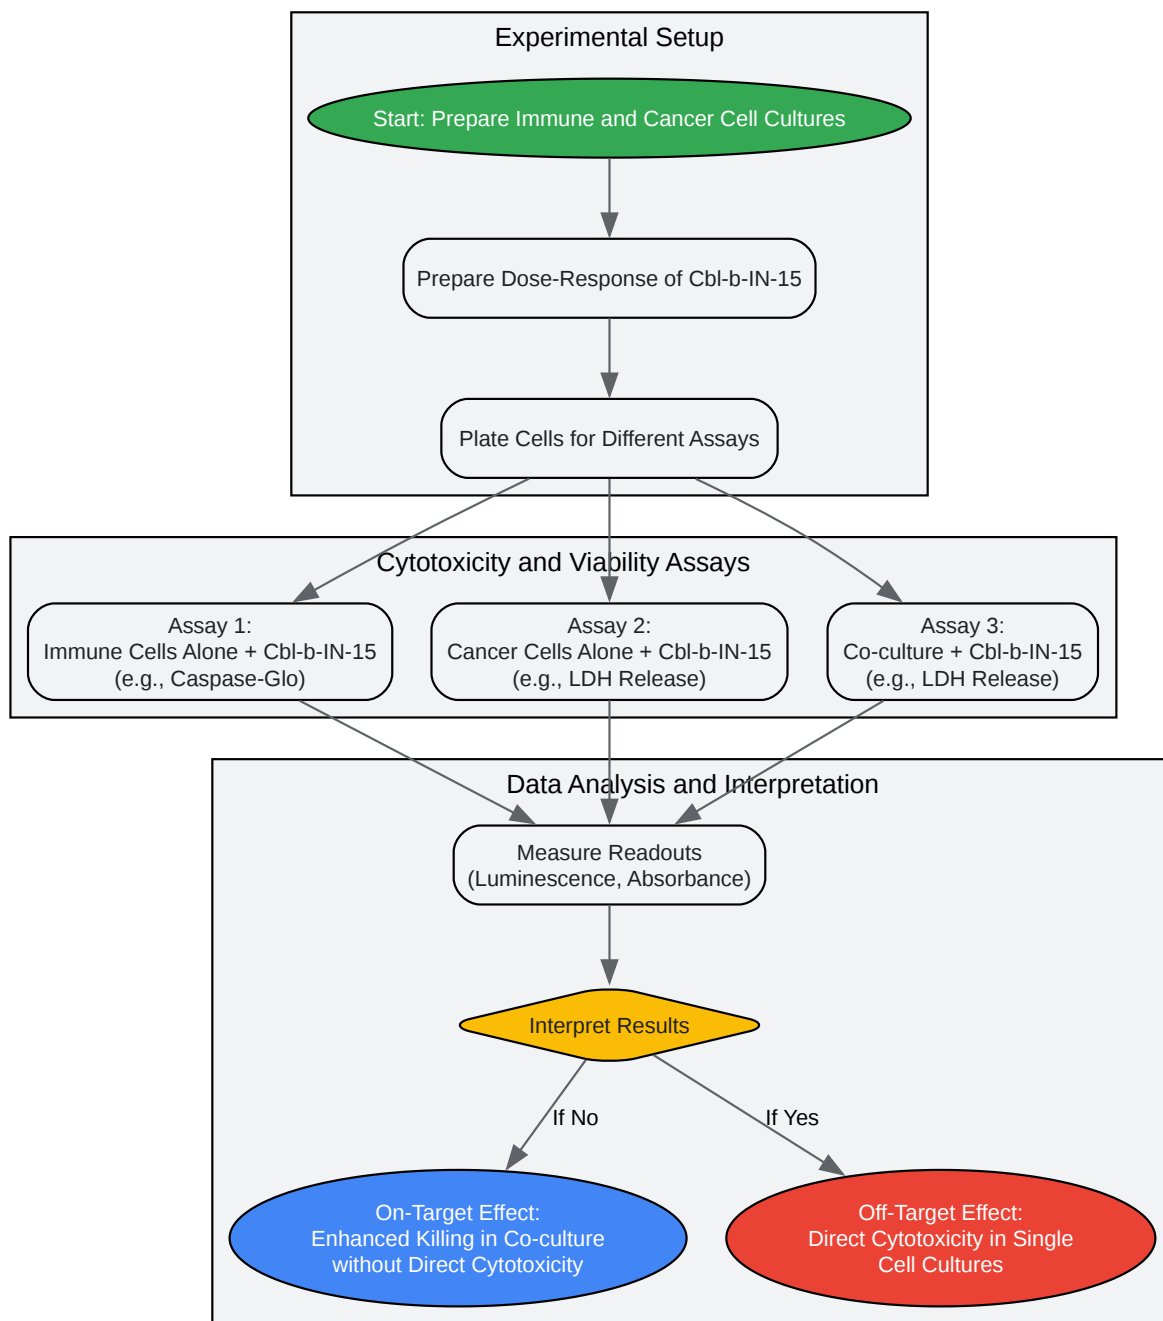 Experimental Setup
Start: Prepare Immune and Cancer Cell Cultures
Prepare Dose-Response of Cbl-b-IN-15
Plate Cells for Different Assays
Cytotoxicity and Viability Assays
Assay 1:
Immune Cells Alone + Cbl-b-IN-15
(e.g., Caspase-Glo)
Assay 2:
Cancer Cells Alone + Cbl-b-IN-15
(e.g., LDH Release)
Assay 3:
Co-culture + Cbl-b-IN-15
(e.g., LDH Release)
Data Analysis and Interpretation
Measure Readouts
(Luminescence, Absorbance)
Interpret Results
If No
If Yes
On-Target Effect:
Enhanced Killing in Co-culture
without Direct Cytotoxicity
Off-Target Effect:
Direct Cytotoxicity in Single
Cell Cultures